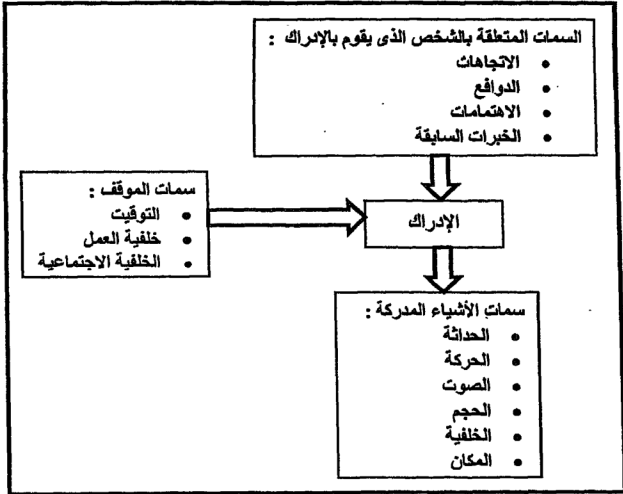 السمات المتعلقة بالشخص الذى يقوم بالإدراك :
• الاتجاهات
• الدوافع
• الاهتمامات
• الخبرات السابقة
سمات الموقف :
• التوقيت
• خلفية العمل
• الخلفية الاجتماعية
الإدراك
سمات الأشياء المدركة :
• الحداثة
• الحركة
• الصوت
• الحجم
• الخلفية
• المكان